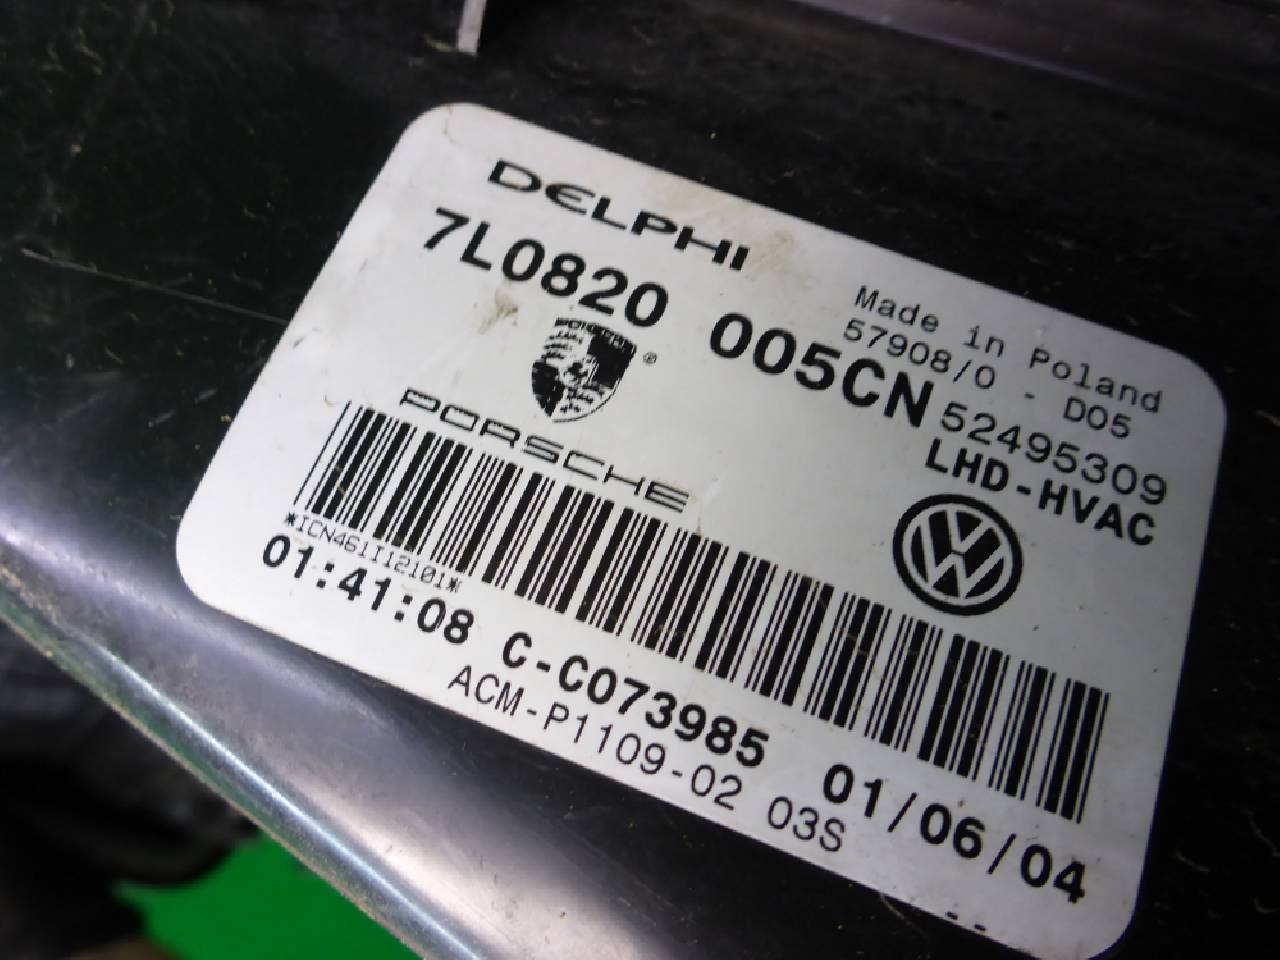 DELPHI
Made in Poland
7L0820 005CN
57908/0 - D05
52495309
LHD-HVAC
®
PORSCHE
*ICN461II2101*
01:41:08 C-C073985 01/06/04
ACM-P1109-02 03S